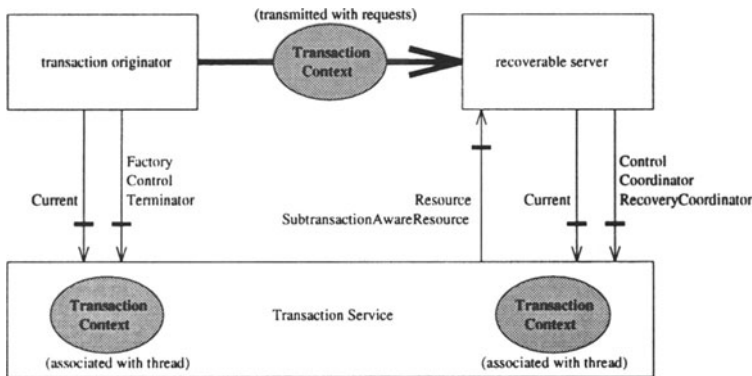 (transmitted with requests)
transaction originator
Transaction
Context
recoverable server
Current
Factory
Control
Terminator
Resource
SubtransactionAwareResource
Current
Control
Coordinator
RecoveryCoordinator
Transaction
Context
(associated with thread)
Transaction Service
Transaction
Context
(associated with thread)